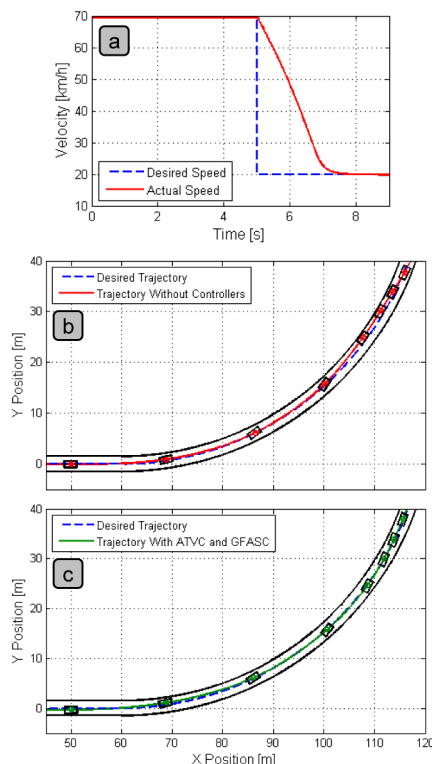 a
70
60
50
40
30
20
10
Velocity [km/h]
Desired Speed
Actual Speed
0 2 4 6 8
Time [s]
b
40
30
20
10
0
Y Position [m]
Desired Trajectory
Trajectory Without Controllers
c
40
30
20
10
0
Y Position [m]
Desired Trajectory
Trajectory With ATVC and GFASC
50 60 70 80 90 100 110 120
X Position [m]